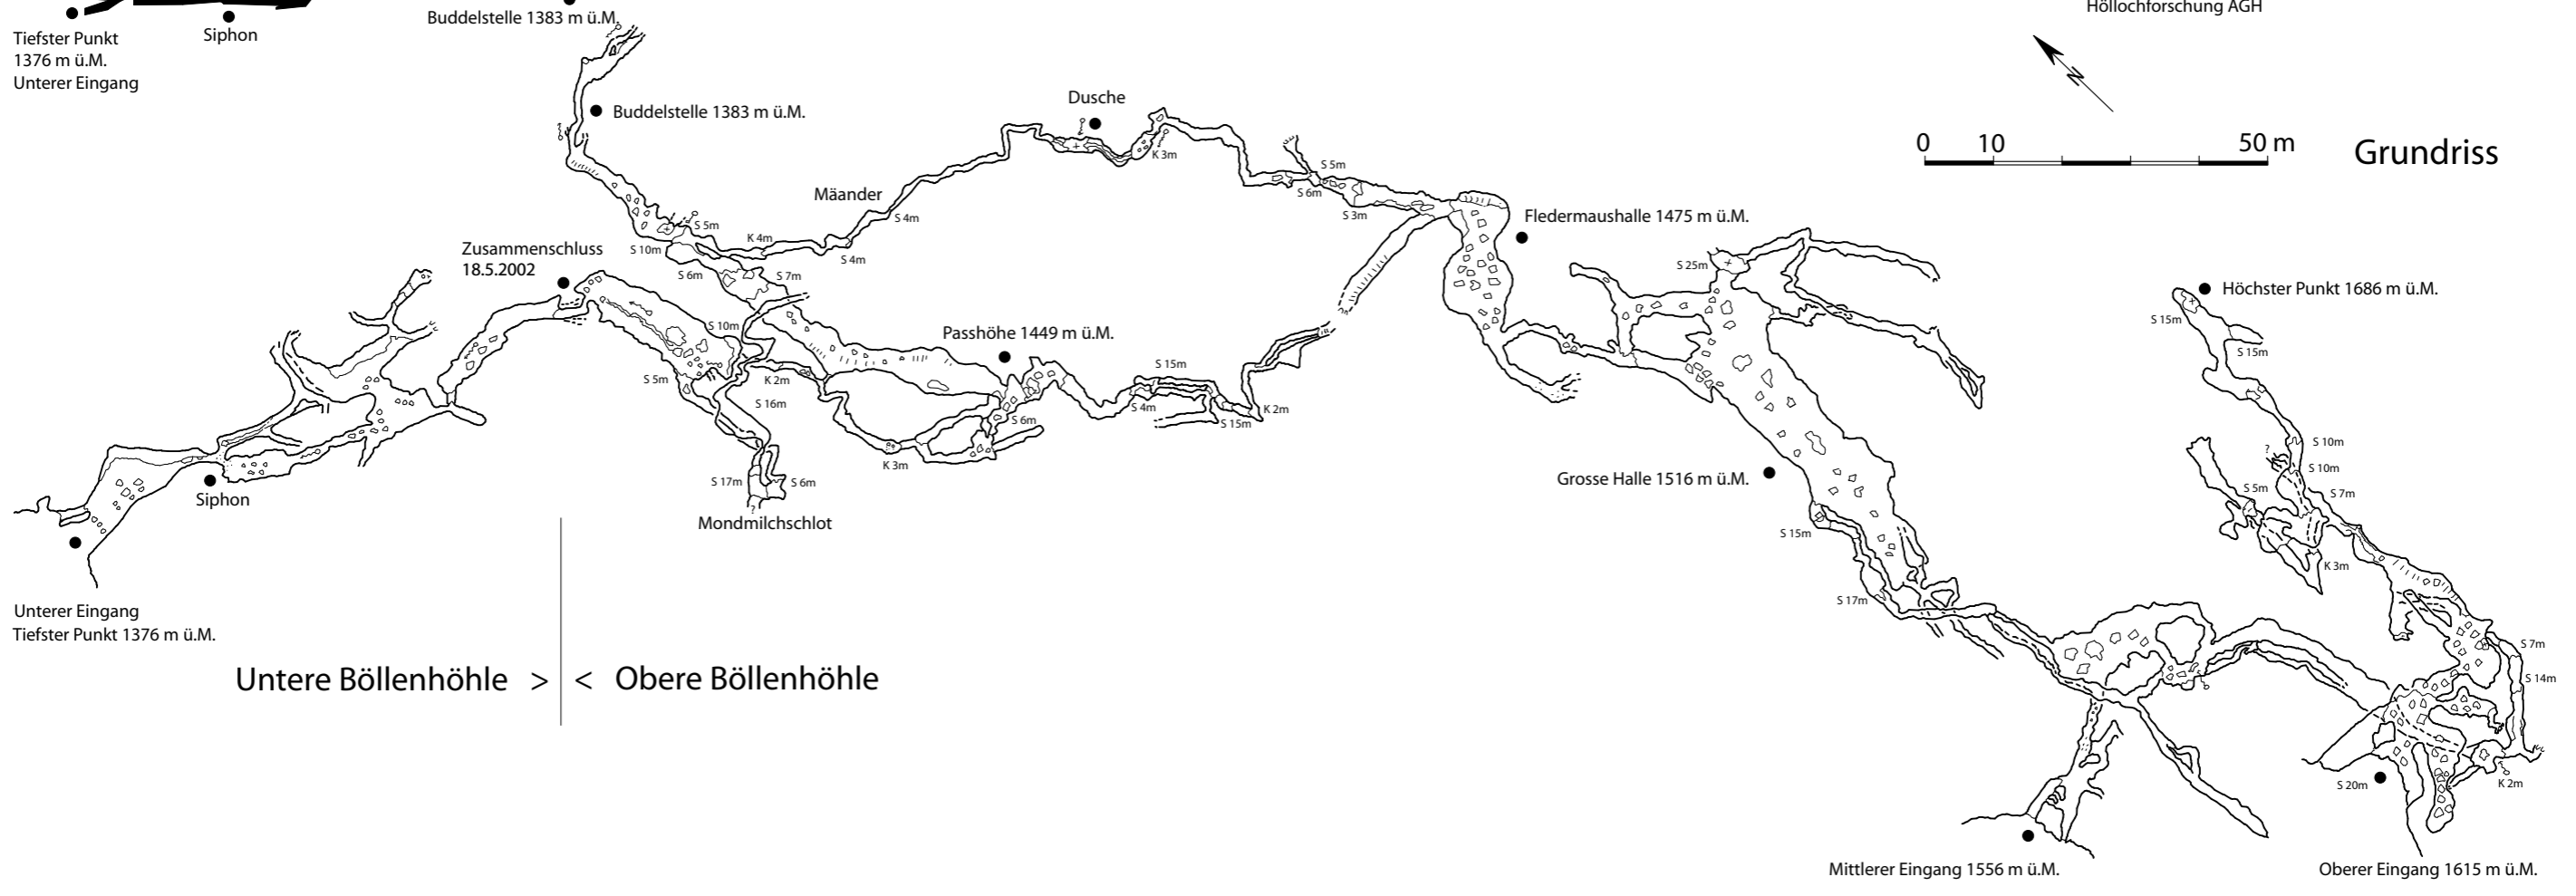 Höllochforschung AGH
Buddelstelle 1383 m ü.M.
Siphon
Tiefster Punkt
1376 m ü.M.
Unterer Eingang
Dusche
Buddelstelle 1383 m ü.M.
0 10 50 m
Grundriss
K 3m
S 5m
S 6m
S 3m
Mäander
S 4m
Fledermaushalle 1475 m ü.M.
S 5m
K 4m
S 10m
S 4m
Zusammenschluss
18.5.2002
S 6m
S 7m
S 25m
Höchster Punkt 1686 m ü.M.
S 15m
S 10m
Passhöhe 1449 m ü.M.
S 15m
S 15m
S 5m
K 2m
S 16m
S 4m
K 2m
S 6m
S 15m
S 10m
?
S 10m
K 3m
S 17m
S 6m
Grosse Halle 1516 m ü.M.
S 5m
S 7m
Siphon
?
Mondmilchschlot
S 15m
K 3m
S 17m
Unterer Eingang
Tiefster Punkt 1376 m ü.M.
S 7m
S 14m
Untere Böllenhöhle > < Obere Böllenhöhle
S 20m
K 2m
Mittlerer Eingang 1556 m ü.M.
Oberer Eingang 1615 m ü.M.
N